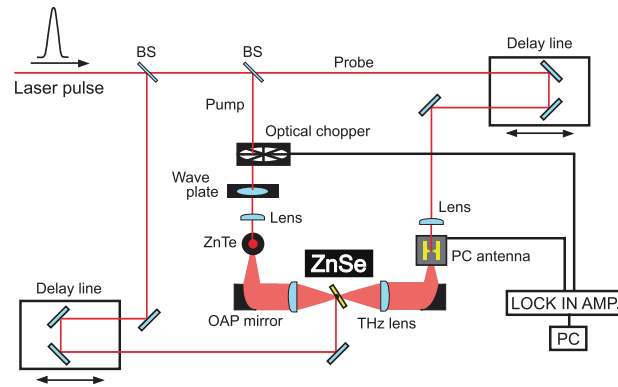 BS
BS
Delay line
Probe
Laser pulse
Pump
Optical chopper
Wave
plate
Lens
Lens
ZnTe
ZnSe
PC antenna
Delay line
OAP mirror
THz lens
LOCK IN AMP.
PC